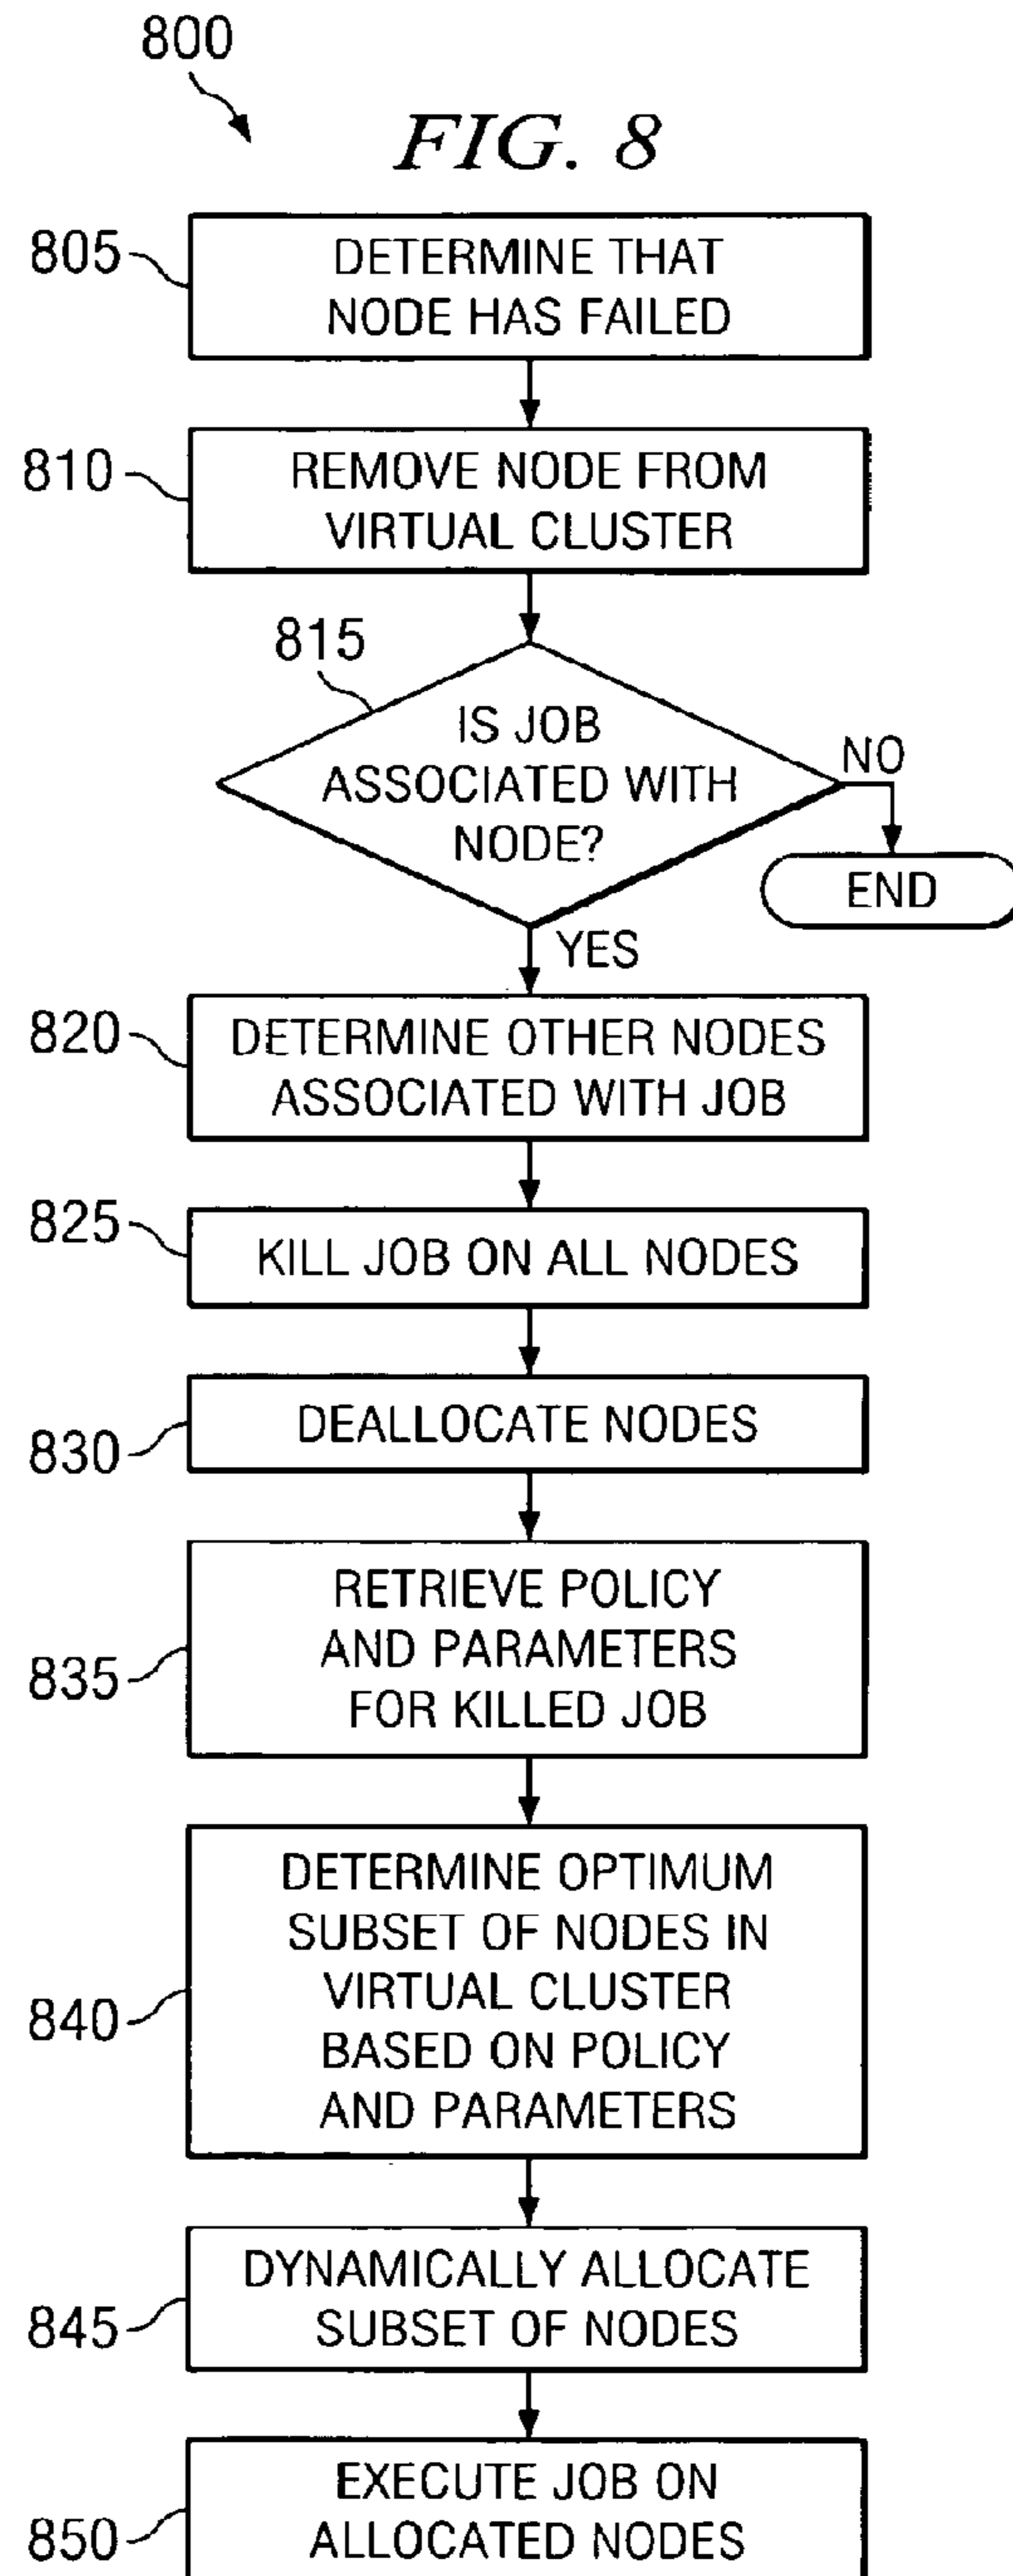 800
FIG. 8
805
DETERMINE THAT
NODE HAS FAILED
810
REMOVE NODE FROM
VIRTUAL CLUSTER
815
IS JOB
ASSOCIATED WITH
NODE?
NO
END
YES
820
DETERMINE OTHER NODES
ASSOCIATED WITH JOB
825
KILL JOB ON ALL NODES
830
DEALLOCATE NODES
835
RETRIEVE POLICY
AND PARAMETERS
FOR KILLED JOB
840
DETERMINE OPTIMUM
SUBSET OF NODES IN
VIRTUAL CLUSTER
BASED ON POLICY
AND PARAMETERS
845
DYNAMICALLY ALLOCATE
SUBSET OF NODES
850
EXECUTE JOB ON
ALLOCATED NODES